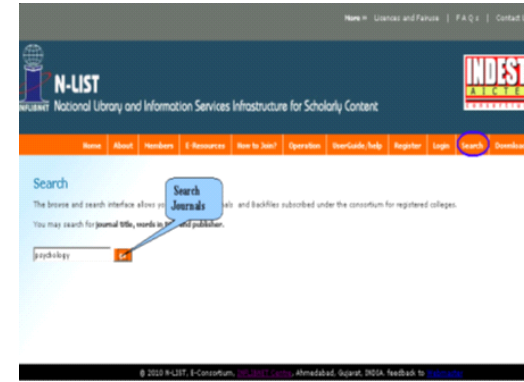 Home » Licences and Fairuse | F A Q s | Contact
INDEST
AICTE
INFLIBNET
N-LIST
National Library and Information Services Infrastructure for Scholarly Content
Home About Members E-Resources How to Join? Operation UserGuide/help Register Login Search Download
Search
Search
Journals
The browse and search interface allows and backfiles subscribed under the consortium for registered colleges.
You may search for journal title, words in and publisher.
psychology Go
© 2010 N-LIST, E-Consortium, INFLIBNET Centre, Ahmedabad, Gujarat, INDIA. feedback to Webmaster